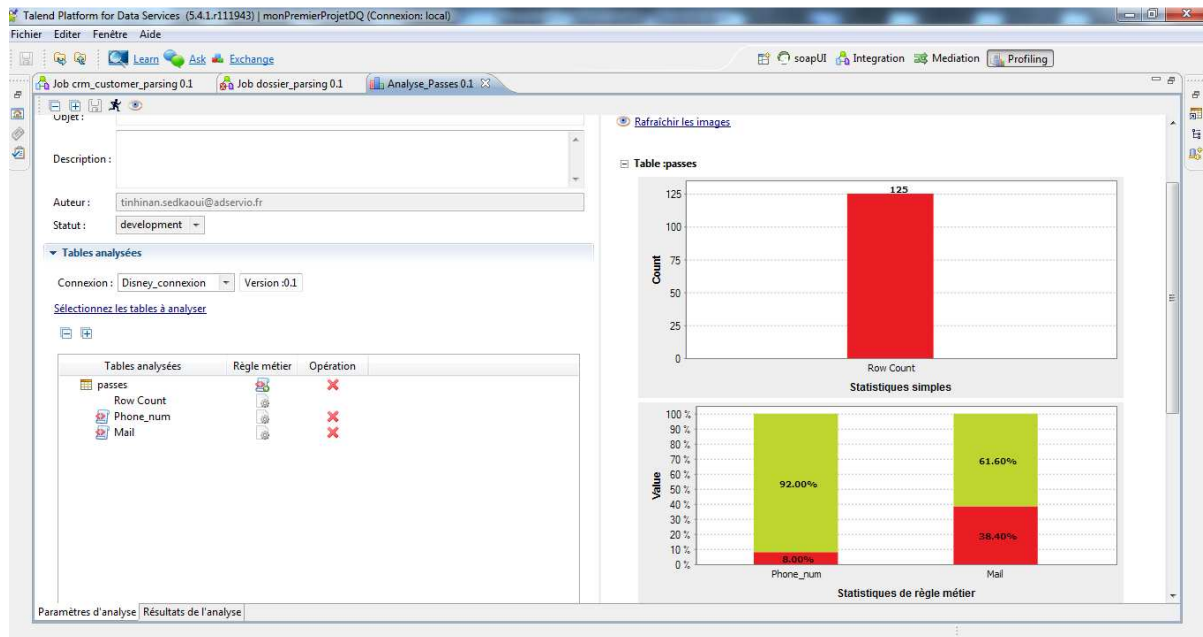 Talend Platform for Data Services (5.4.1.r111943) | monPremierProjetDQ (Connexion: local)
Fichier Editer Fenêtre Aide
Learn Ask Exchange
soapUI Integration Mediation Profiling
Job crm_customer_parsing 0.1 Job dossier_parsing 0.1 Analyse_Passes 0.1
Objet :
Description :
Auteur : tinhinan.sedkaoui@adservio.fr
Statut : development
Tables analysées
Connexion : Disney_connexion Version :0.1
Sélectionnez les tables à analyser
Tables analysées Règle métier Opération
passes
Row Count
Phone_num
Mail
Paramètres d'analyse Résultats de l'analyse
Rafraîchir les images
Table :passes
125
125
100
75
50
25
0
Count
Row Count
Statistiques simples
100 %
90 %
80 %
70 %
60 %
50 %
40 %
30 %
20 %
10 %
0 %
Value
92.00%
8.00%
61.60%
38.40%
Phone_num Mail
Statistiques de règle métier